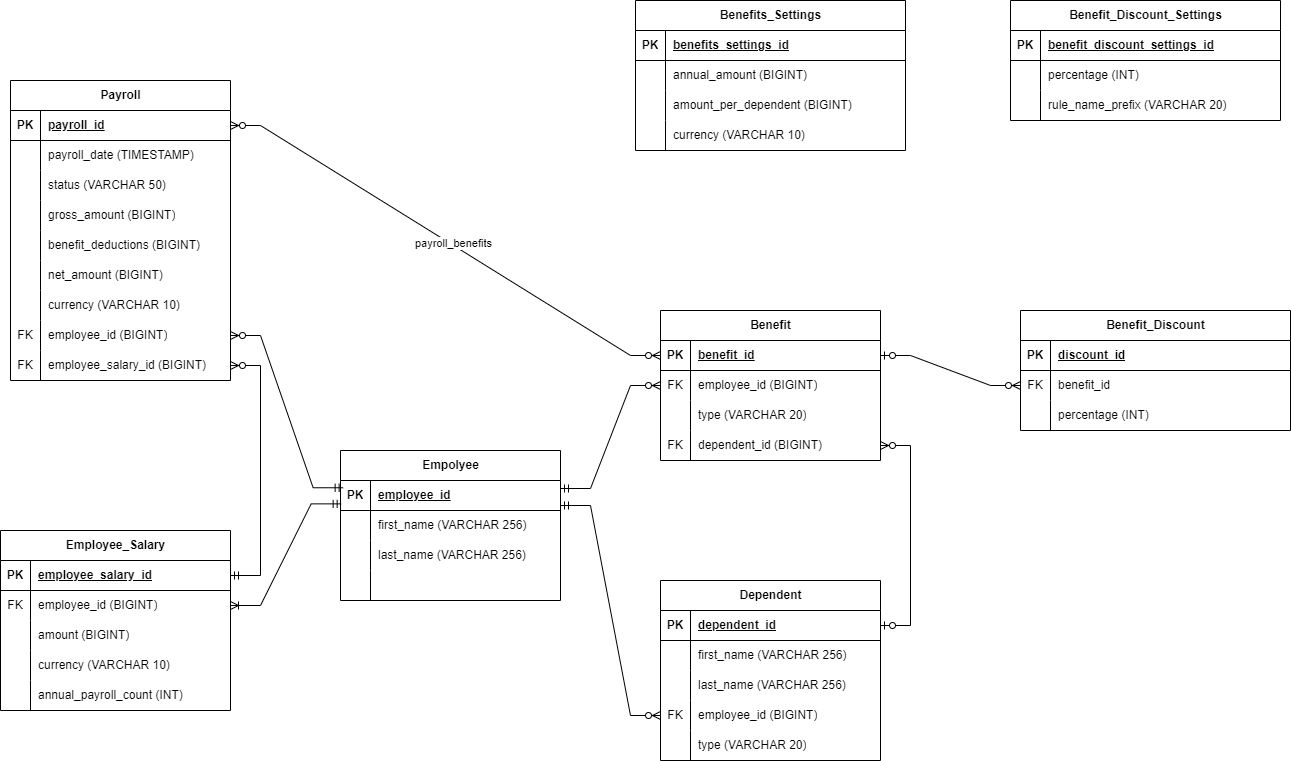 Benefits_Settings
PK benefits_settings_id
annual_amount (BIGINT)
amount_per_dependent (BIGINT)
currency (VARCHAR 10)
Benefit_Discount_Settings
PK benefit_discount_settings_id
percentage (INT)
rule_name_prefix (VARCHAR 20)
Payroll
PK payroll_id
payroll_date (TIMESTAMP)
status (VARCHAR 50)
gross_amount (BIGINT)
benefit_deductions (BIGINT)
net_amount (BIGINT)
currency (VARCHAR 10)
FK employee_id (BIGINT)
FK employee_salary_id (BIGINT)
payroll_benefits
Benefit
PK benefit_id
FK employee_id (BIGINT)
type (VARCHAR 20)
FK dependent_id (BIGINT)
Benefit_Discount
PK discount_id
FK benefit_id
percentage (INT)
Empolyee
PK employee_id
first_name (VARCHAR 256)
last_name (VARCHAR 256)
Employee_Salary
PK employee_salary_id
FK employee_id (BIGINT)
amount (BIGINT)
currency (VARCHAR 10)
annual_payroll_count (INT)
Dependent
PK dependent_id
first_name (VARCHAR 256)
last_name (VARCHAR 256)
FK employee_id (BIGINT)
type (VARCHAR 20)